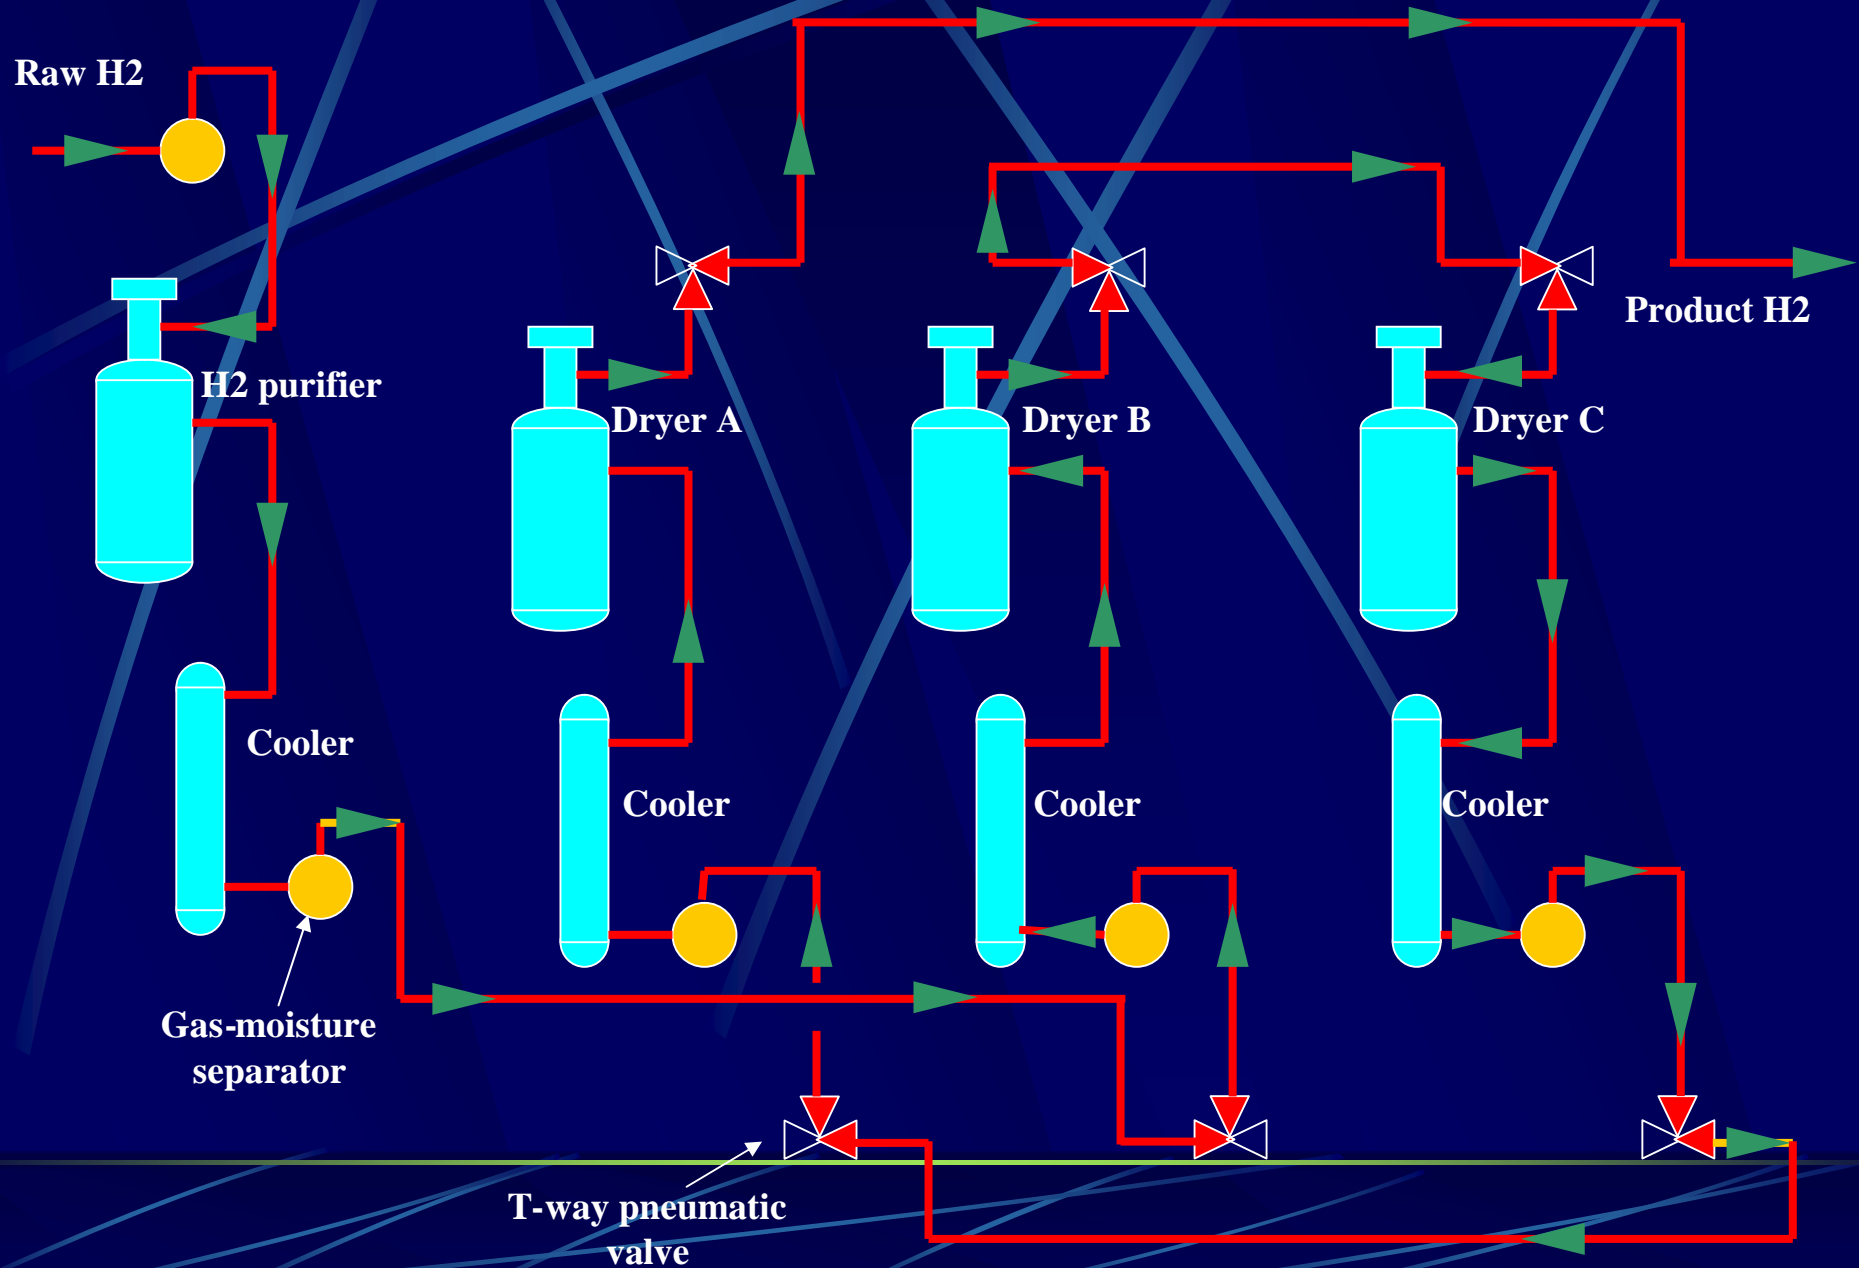 Raw H2
Product H2
H2 purifier
Dryer A
Dryer B
Dryer C
Cooler
Cooler
Cooler
Cooler
Gas-moisture
separator
T-way pneumatic
valve